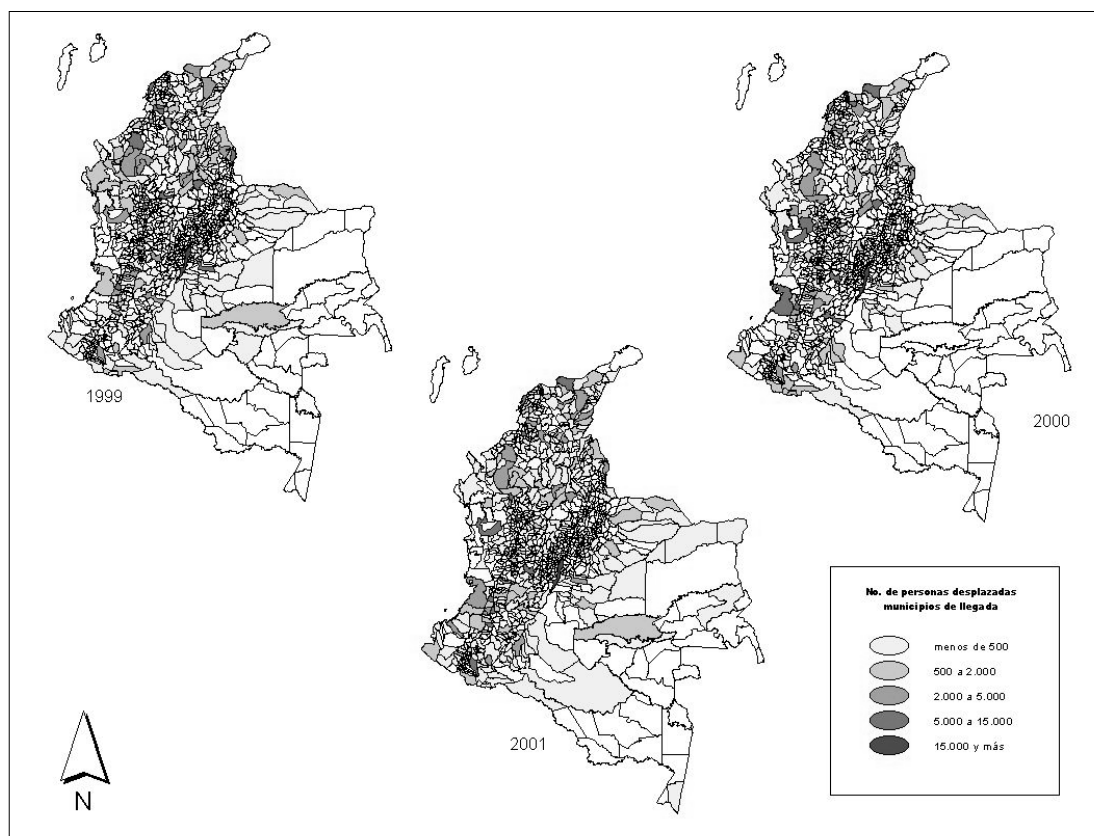 1999
2000
2001
N
No. de personas desplazadas
municipios de llegada
menos de 500
500 a 2.000
2.000 a 5.000
5.000 a 15.000
15.000 y más